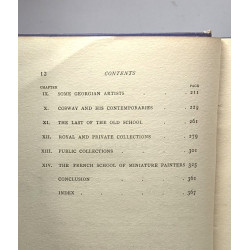 12 CONTENTS
CHAPTER PAGE
IX. SOME GEORGIAN ARTISTS . . . 211
X. COSWAY AND HIS CONTEMPORARIES . . 225
XI. THE LAST OF THE OLD SCHOOL . . . 261
XII. ROYAL AND PRIVATE COLLECTIONS . . 279
XIII. PUBLIC COLLECTIONS . . . . 301
XIV. THE FRENCH SCHOOL OF MINIATURE PAINTERS 325
CONCLUSION . . . . . 361
INDEX . . . . . . 367